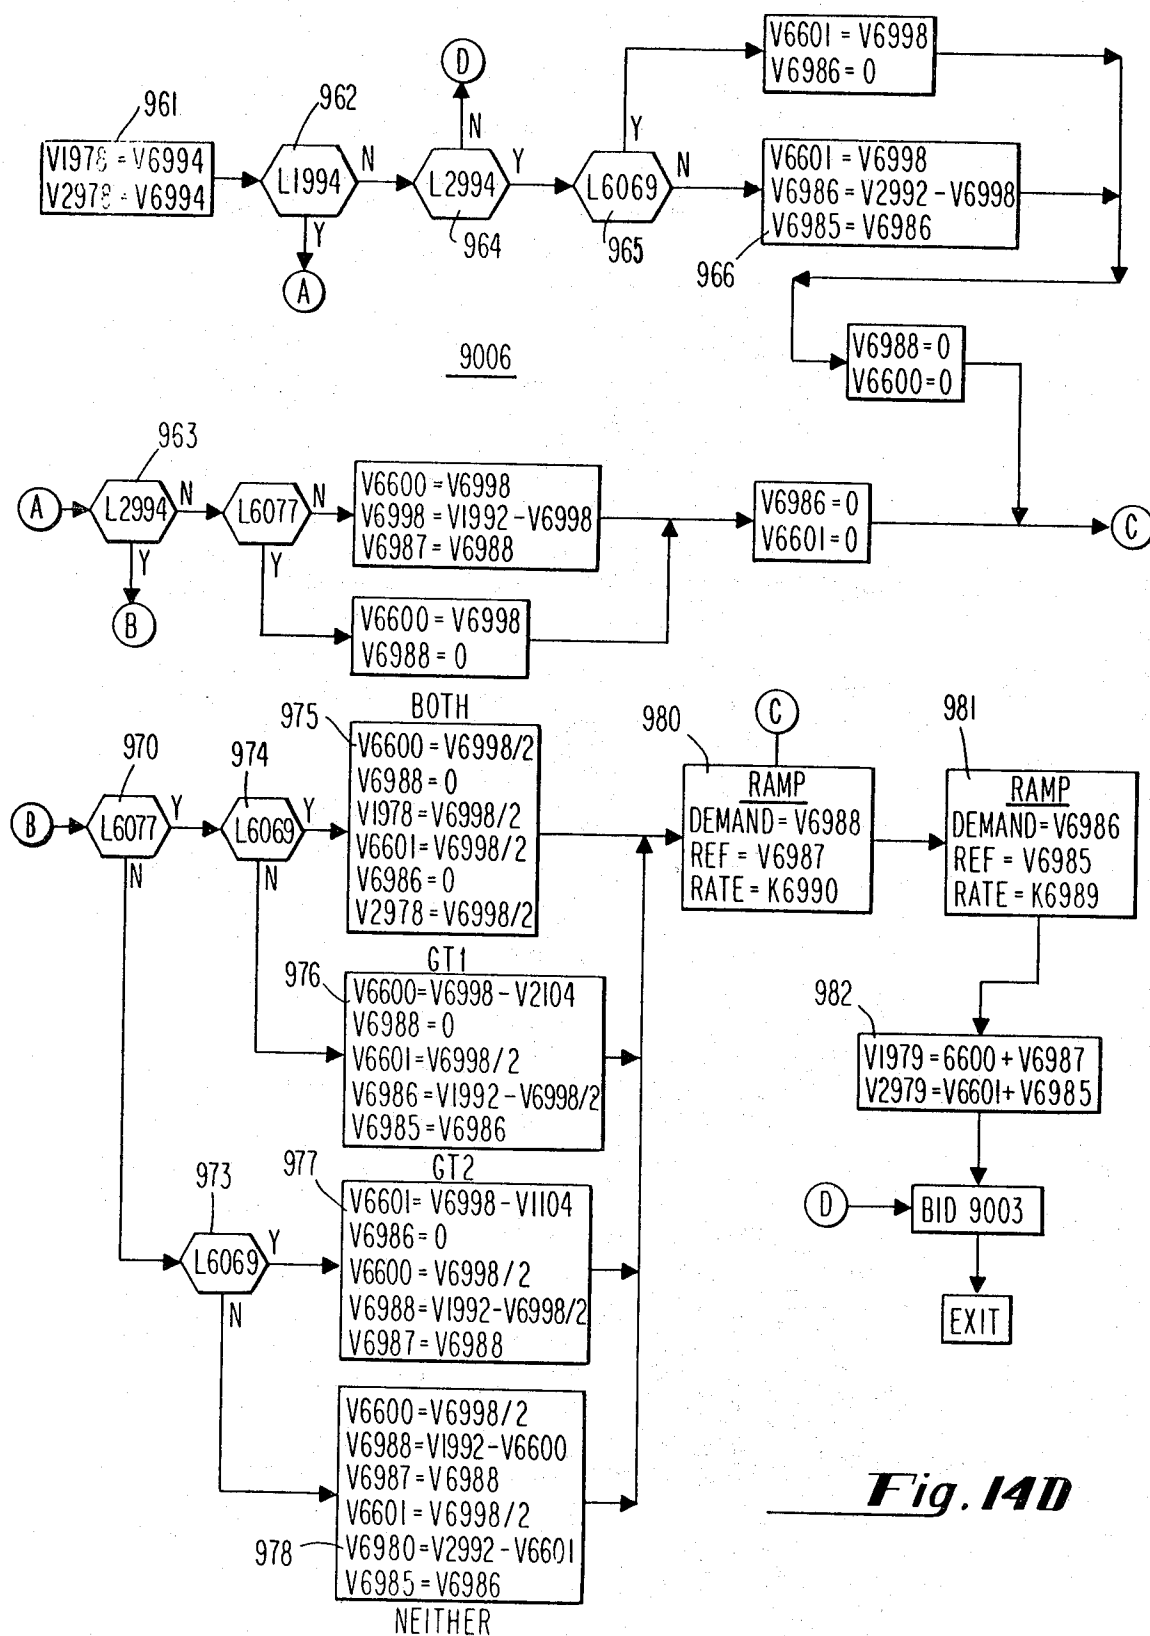 961
V1978 = V6994
V2978 = V6994
962
L1994
N
Y
A
D
N
L2994
964
Y
L6069
965
Y
N
V6601 = V6998
V6986 = 0
V6601 = V6998
V6986 = V2992 - V6998
V6985 = V6986
966
V6988 = 0
V6600 = 0
9006
A
963
L2994
N
Y
B
L6077
N
Y
V6600 = V6998
V6998 = V1992 - V6998
V6987 = V6988
V6600 = V6998
V6988 = 0
V6986 = 0
V6601 = 0
C
B
970
L6077
Y
N
974
L6069
Y
N
BOTH
975
V6600 = V6998/2
V6988 = 0
V1978 = V6998/2
V6601 = V6998/2
V6986 = 0
V2978 = V6998/2
GT1
976
V6600 = V6998 - V2104
V6988 = 0
V6601 = V6998/2
V6986 = V1992 - V6998/2
V6985 = V6986
973
L6069
Y
N
GT2
977
V6601 = V6998 - V1104
V6986 = 0
V6600 = V6998/2
V6988 = V1992 - V6998/2
V6987 = V6988
V6600 = V6998/2
V6988 = V1992 - V6600
V6987 = V6988
V6601 = V6998/2
V6980 = V2992 - V6601
V6985 = V6986
978
NEITHER
C
980
RAMP
DEMAND = V6988
REF = V6987
RATE = K6990
981
RAMP
DEMAND = V6986
REF = V6985
RATE = K6989
982
V1979 = 6600 + V6987
V2979 = V6601 + V6985
D
BID 9003
EXIT
Fig. 14D